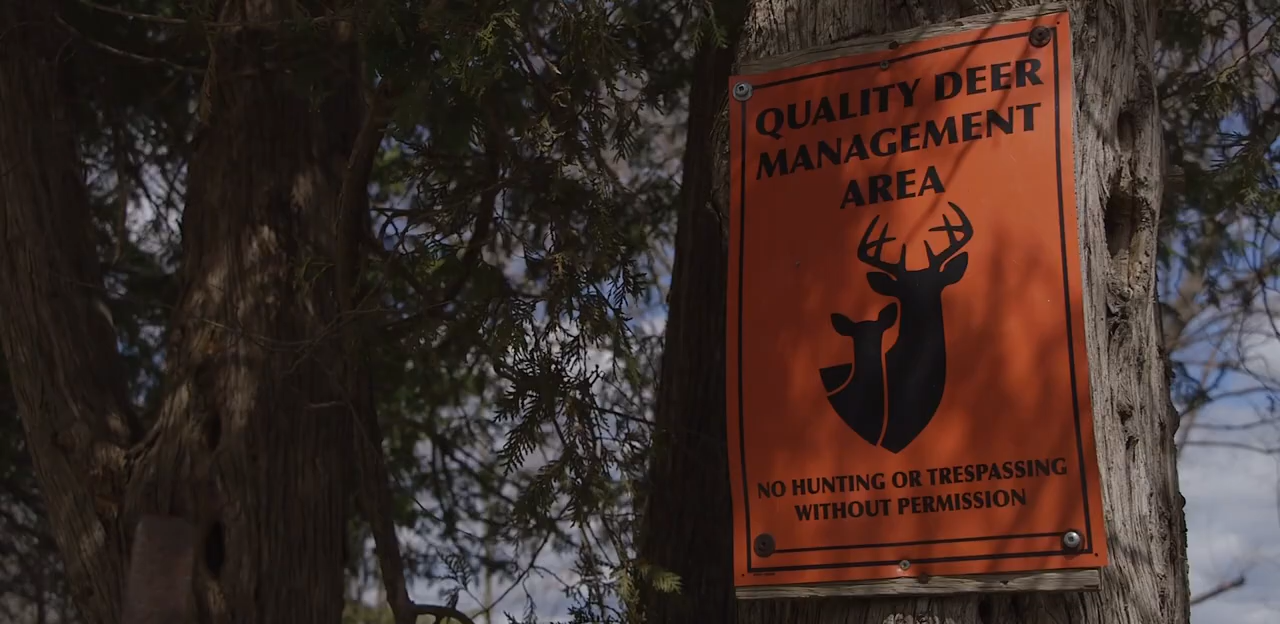 QUALITY DEER
MANAGEMENT
AREA
NO HUNTING OR TRESPASSING
WITHOUT PERMISSION